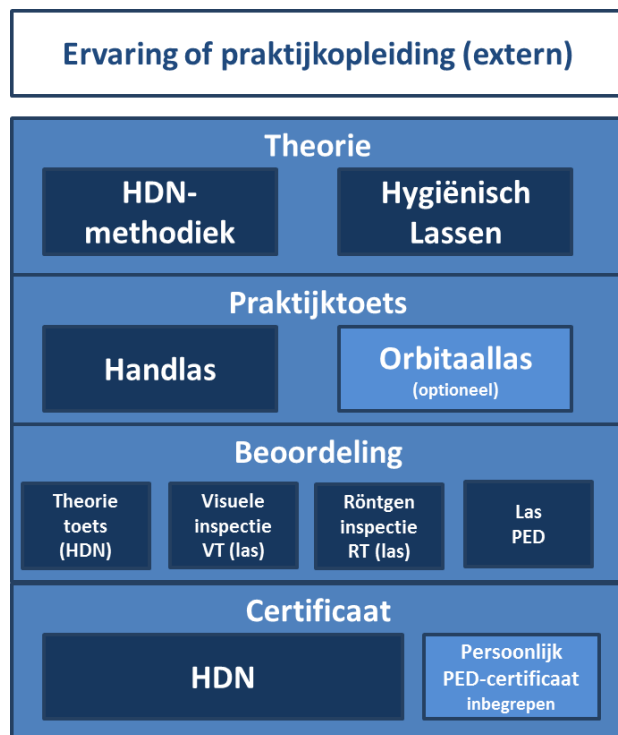 Ervaring of praktijkopleiding (extern)
Theorie
HDN-
methodiek
Hygiënisch
Lassen
Praktijktoets
Handlas
Orbitaallas
(optioneel)
Beoordeling
Theorie
toets
(HDN)
Visuele
inspectie
VT (las)
Röntgen
inspectie
RT (las)
Las
PED
Certificaat
HDN
Persoonlijk
PED-certificaat
inbegrepen